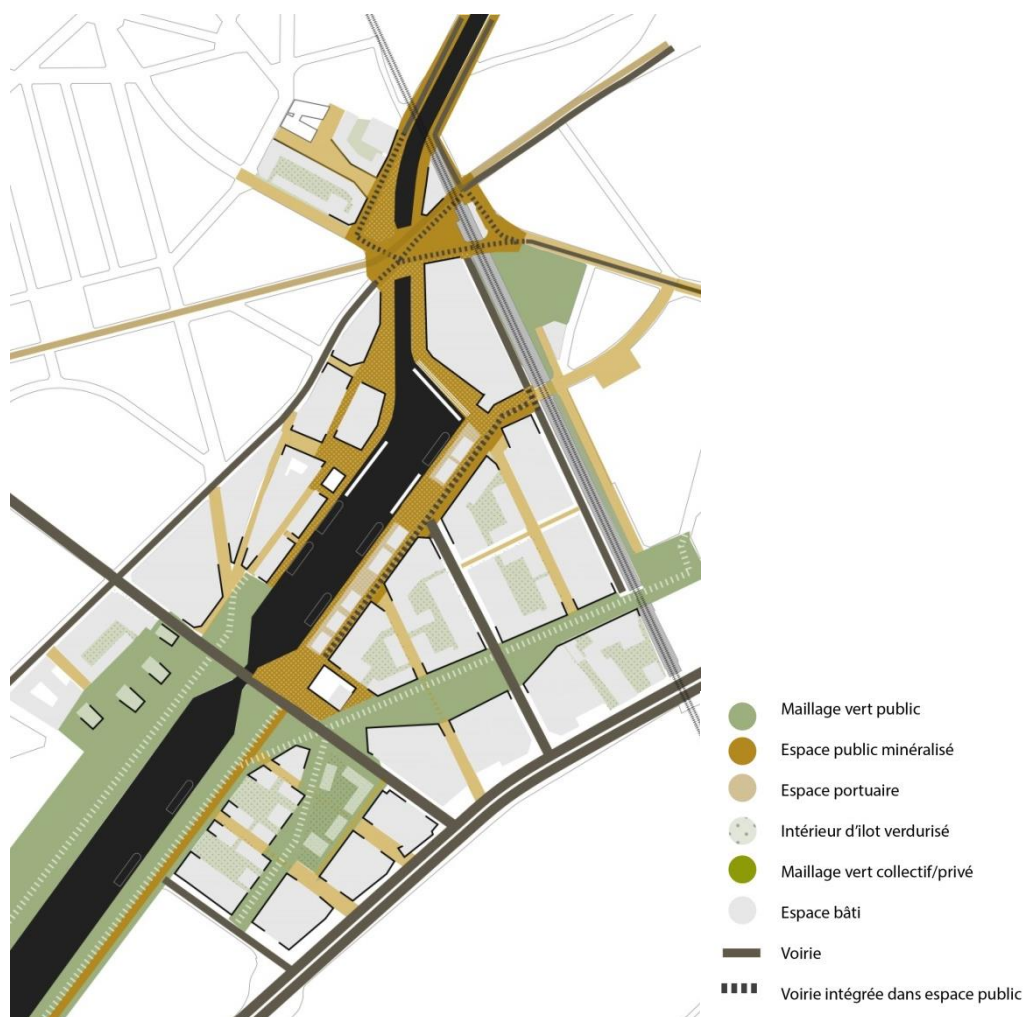 Maillage vert public
Espace public minéralisé
Espace portuaire
Intérieur d'ilot verdurisé
Maillage vert collectif/privé
Espace bâti
Voirie
Voirie intégrée dans espace public